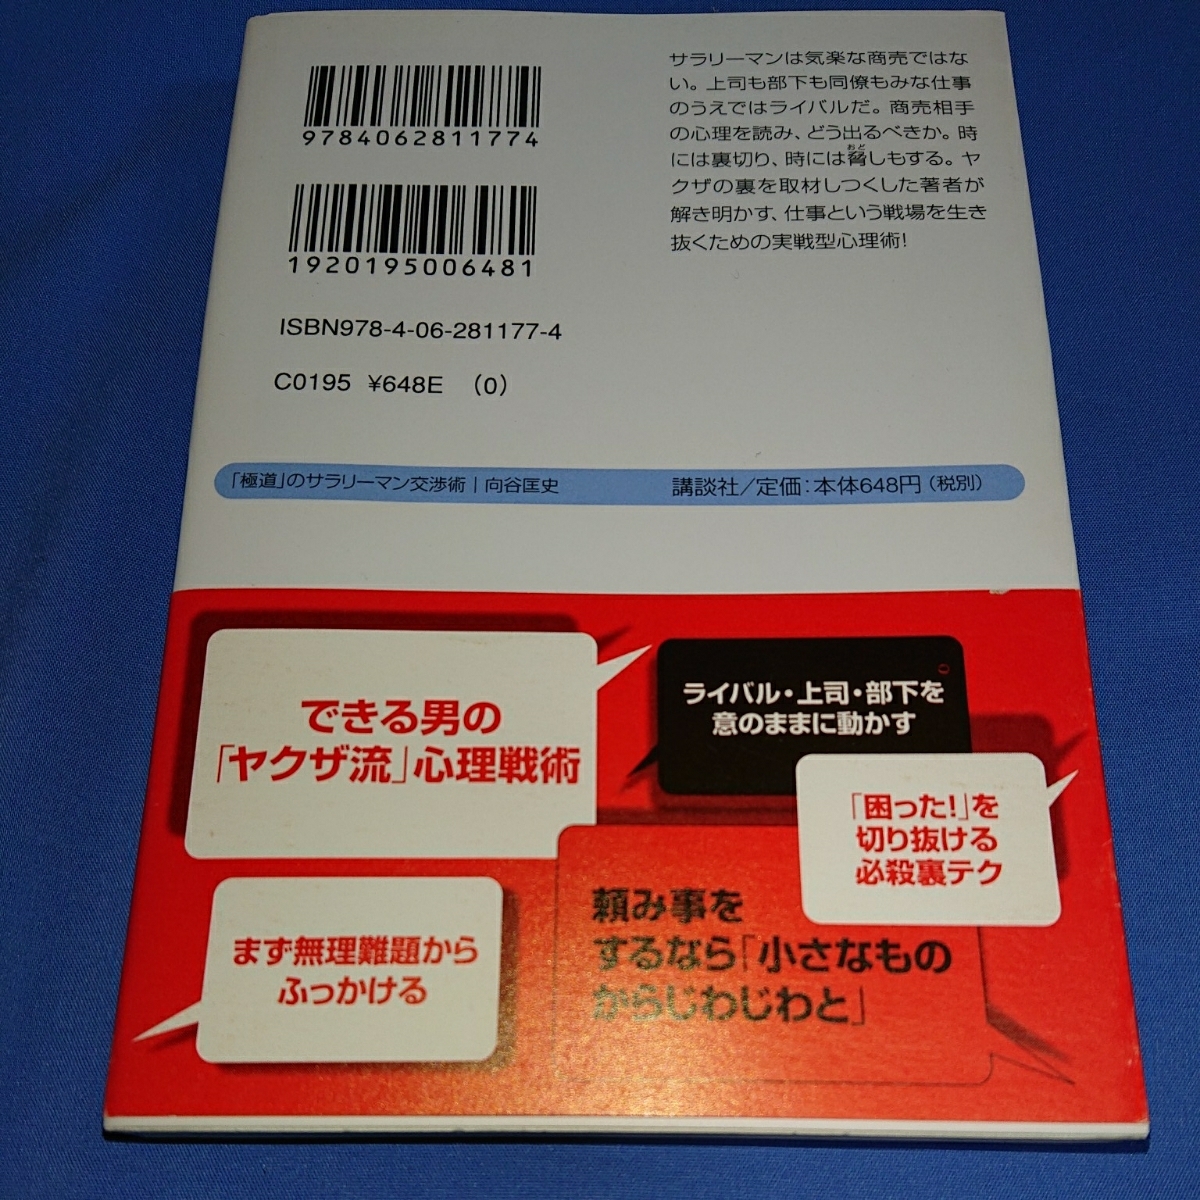 9784062811774
1920195006481
ISBN978-4-06-281177-4
C0195 ¥648E (0)
サラリーマンは気楽な商売ではな
い。上司も部下も同僚もみな仕事
のうえではライバルだ。商売相手
の心理を読み、どう出るべきか。時
おど
には裏切り、時には脅しもする。ヤ
クザの裏を取材しつくした著者が
解き明かす、仕事という戦場を生き
抜くための実戦型心理術!
「極道」のサラリーマン交渉術｜向谷匡史
講談社/定価:本体648円(税別)
できる男の
「ヤクザ流」心理戦術
ライバル・上司・部下を
意のままに動かす
「困った!」を
切り抜ける
必殺裏テク
まず無理難題から
ふっかける
頼み事を
するなら「小さなもの
からじわじわと」